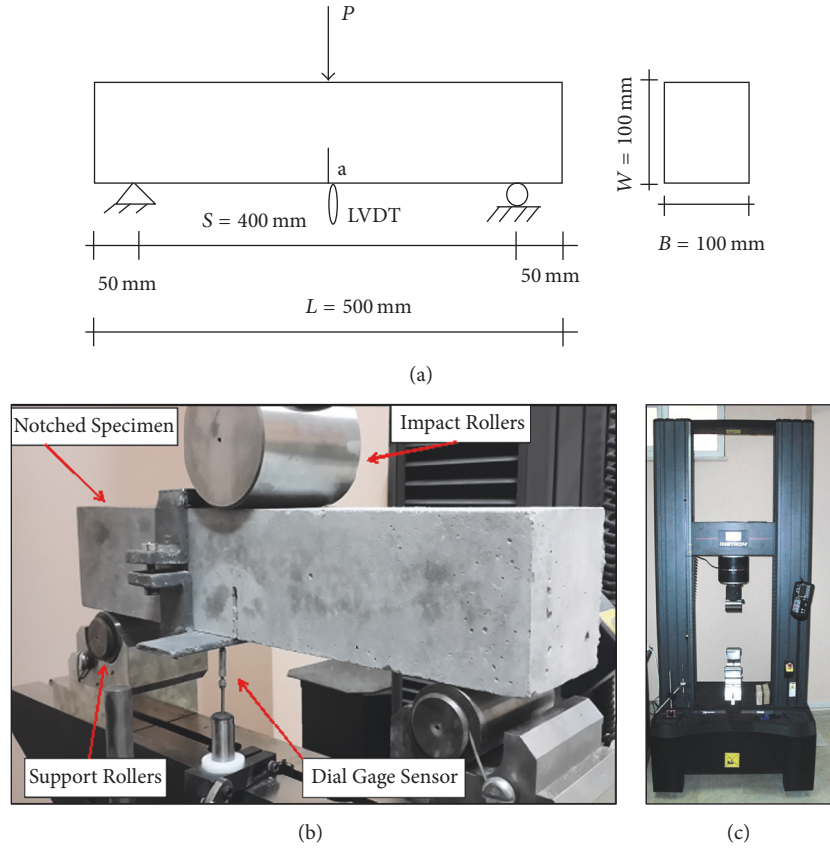 P
a
LVDT
S = 400 mm
50 mm
50 mm
L = 500 mm
W = 100 mm
B = 100 mm
(a)
Notched Specimen
Impact Rollers
Support Rollers
Dial Gage Sensor
(b)
INSTRON
(c)